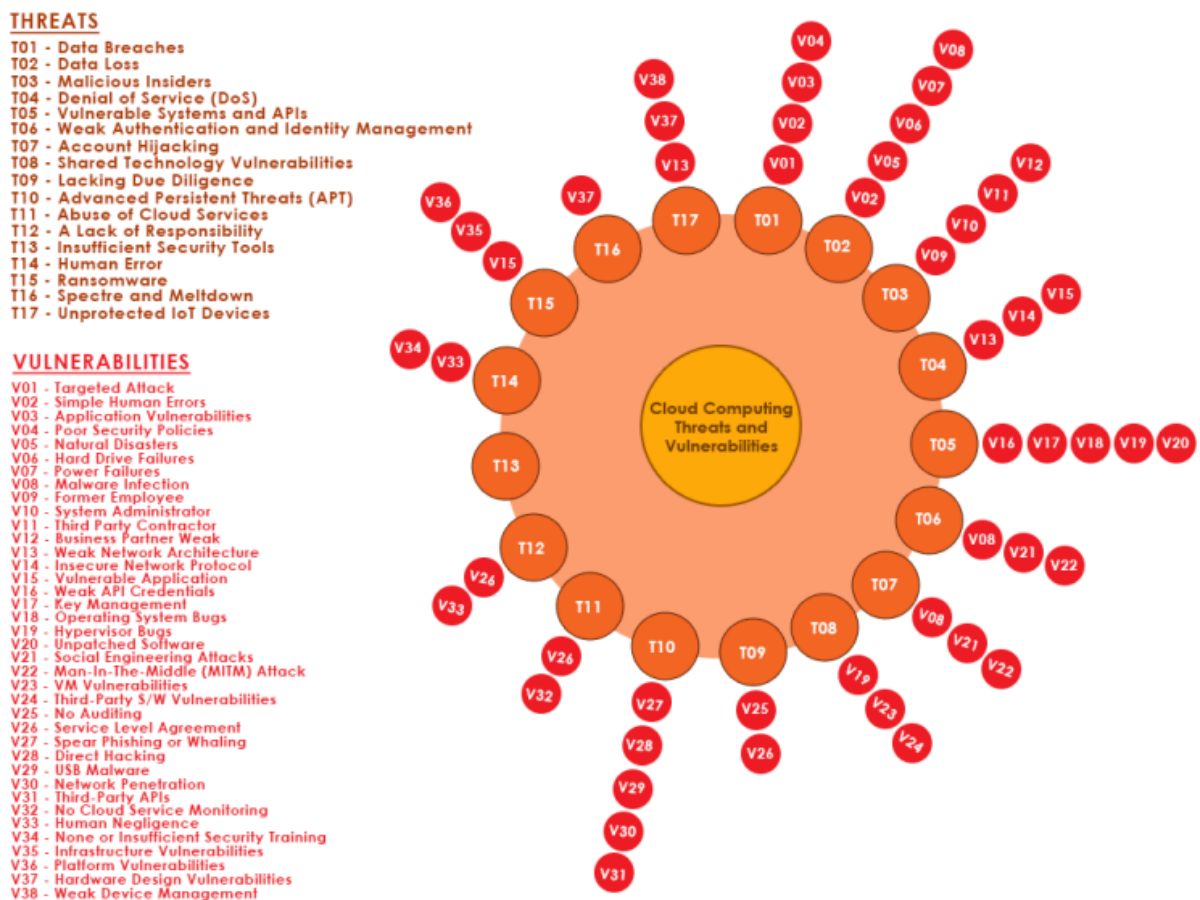 THREATS
T01 - Data Breaches
T02 - Data Loss
T03 - Malicious Insiders
T04 - Denial of Service (DoS)
T05 - Vulnerable Systems and APIs
T06 - Weak Authentication and Identity Management
T07 - Account Hijacking
T08 - Shared Technology Vulnerabilities
T09 - Lacking Due Diligence
T10 - Advanced Persistent Threats (APT)
T11 - Abuse of Cloud Services
T12 - A Lack of Responsibility
T13 - Insufficient Security Tools
T14 - Human Error
T15 - Ransomware
T16 - Spectre and Meltdown
T17 - Unprotected IoT Devices
VULNERABILITIES
V01 - Targeted Attack
V02 - Simple Human Errors
V03 - Application Vulnerabilities
V04 - Poor Security Policies
V05 - Natural Disasters
V06 - Hard Drive Failures
V07 - Power Failures
V08 - Malware Infection
V09 - Former Employee
V10 - System Administrator
V11 - Third Party Contractor
V12 - Business Partner Weak
V13 - Weak Network Architecture
V14 - Insecure Network Protocol
V15 - Vulnerable Application
V16 - Weak API Credentials
V17 - Key Management
V18 - Operating System Bugs
V19 - Hypervisor Bugs
V20 - Unpatched Software
V21 - Social Engineering Attacks
V22 - Man-In-The-Middle (MITM) Attack
V23 - VM Vulnerabilities
V24 - Third-Party S/W Vulnerabilities
V25 - No Auditing
V26 - Service Level Agreement
V27 - Spear Phishing or Whaling
V28 - Direct Hacking
V29 - USB Malware
V30 - Network Penetration
V31 - Third-Party APIs
V32 - No Cloud Service Monitoring
V33 - Human Negligence
V34 - None or Insufficient Security Training
V35 - Infrastructure Vulnerabilities
V36 - Platform Vulnerabilities
V37 - Hardware Design Vulnerabilities
V38 - Weak Device Management
Cloud Computing
Threats and
Vulnerabilities
T01
V01
V02
V03
V04
T02
V02
V05
V06
V07
V08
T03
V09
V10
V11
V12
T04
V13
V14
V15
T05
V16
V17
V18
V19
V20
T06
V08
V21
V22
T07
V08
V21
V22
T08
V19
V23
V24
T09
V25
V26
T10
V27
V28
V29
V30
V31
T11
V26
V32
T12
V26
V33
T13
T14
V33
V34
T15
V15
V35
V36
T16
V37
T17
V13
V37
V38